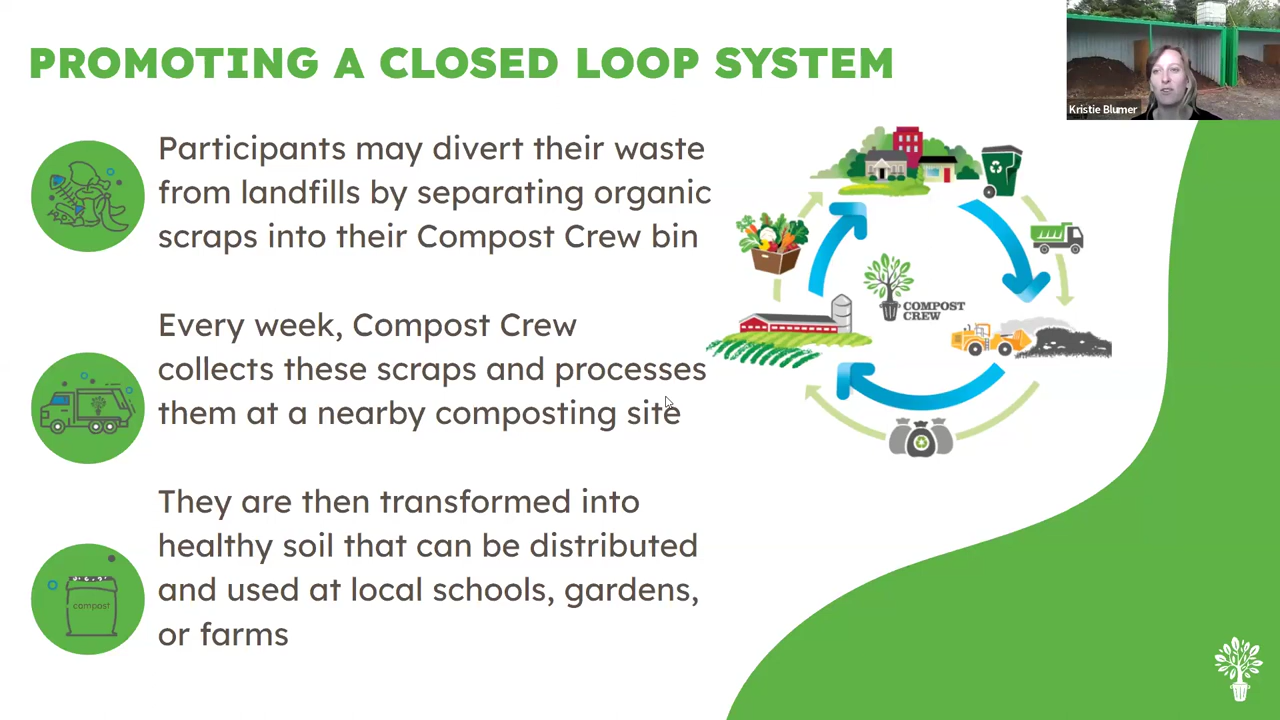 PROMOTING A CLOSED LOOP SYSTEM
Kristie Blumer
Participants may divert their waste
from landfills by separating organic
scraps into their Compost Crew bin
Every week, Compost Crew
collects these scraps and processes
them at a nearby composting site
They are then transformed into
healthy soil that can be distributed
and used at local schools, gardens,
or farms
compost
COMPOST
CREW